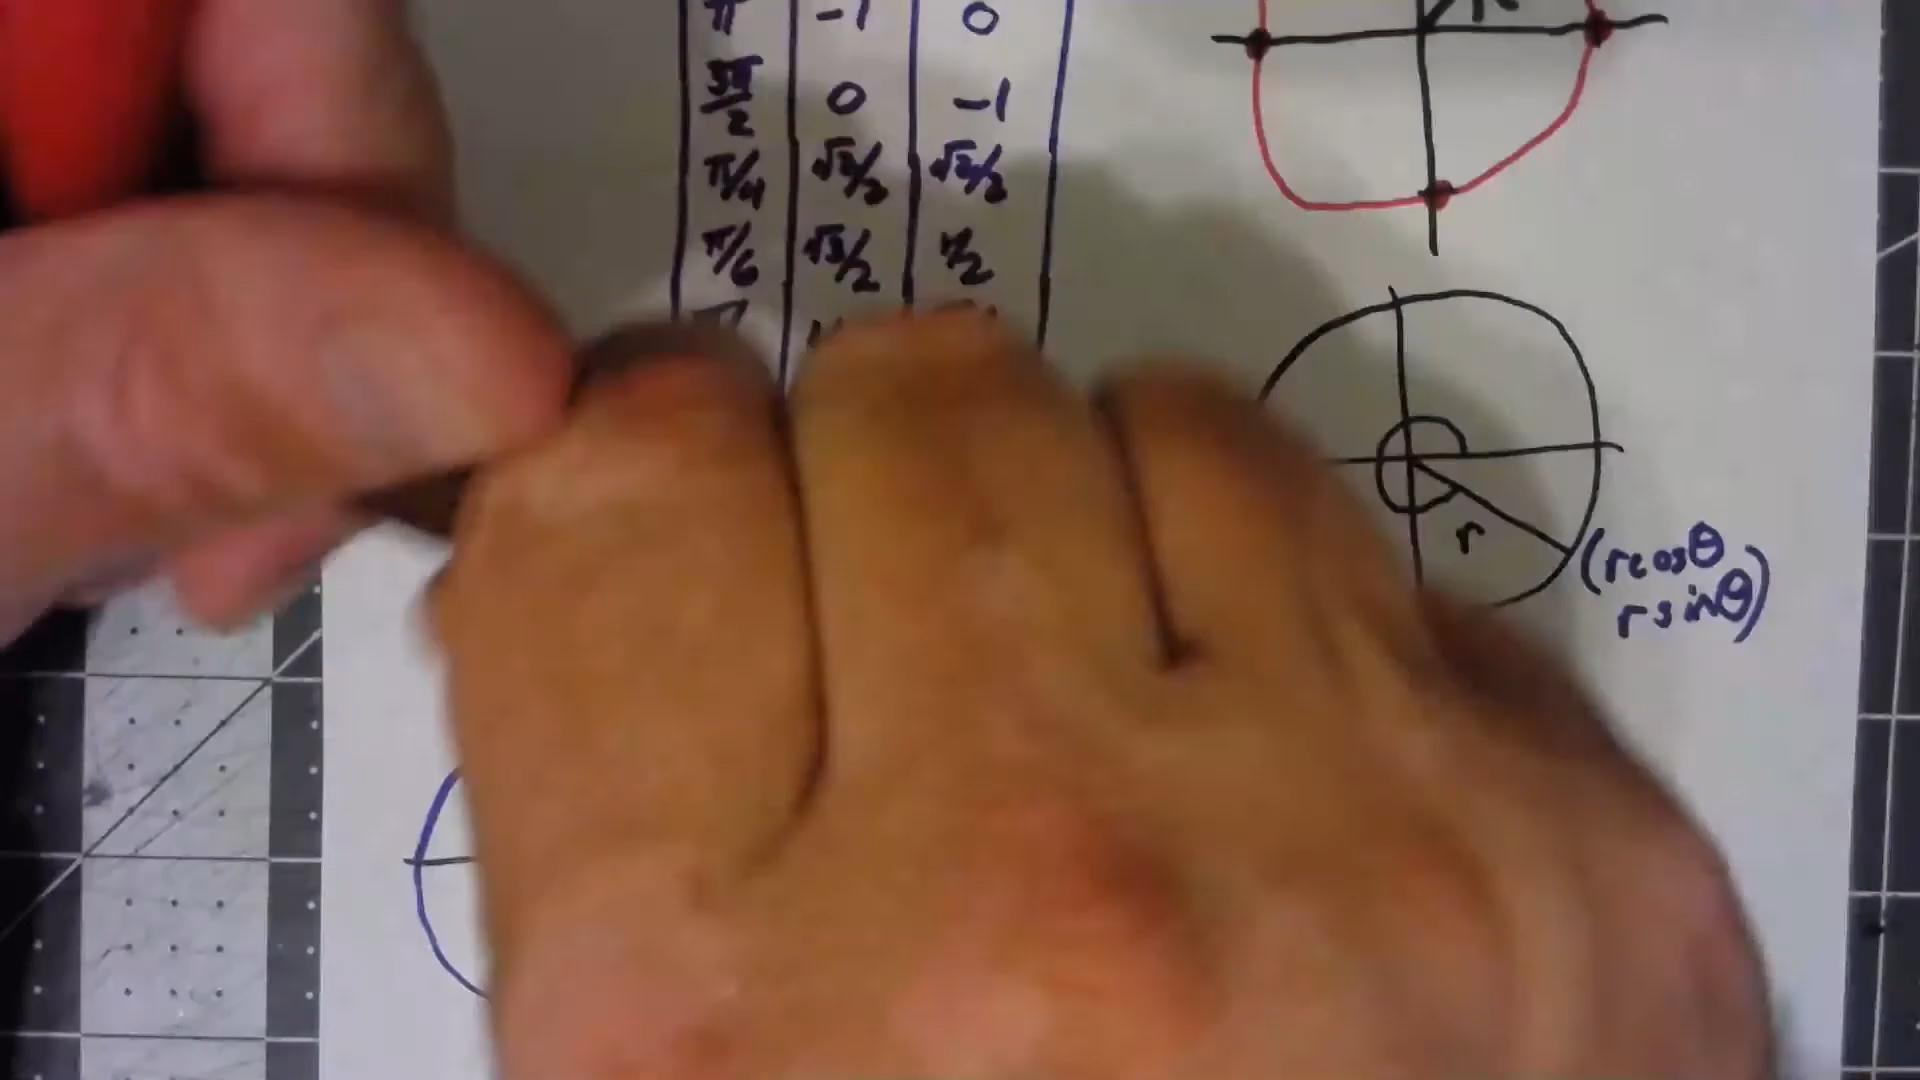 π -1 0
3π/2 0 -1
π/4 √2/2 √2/2
π/6 √3/2 1/2
r
(rcosθ
rsinθ)